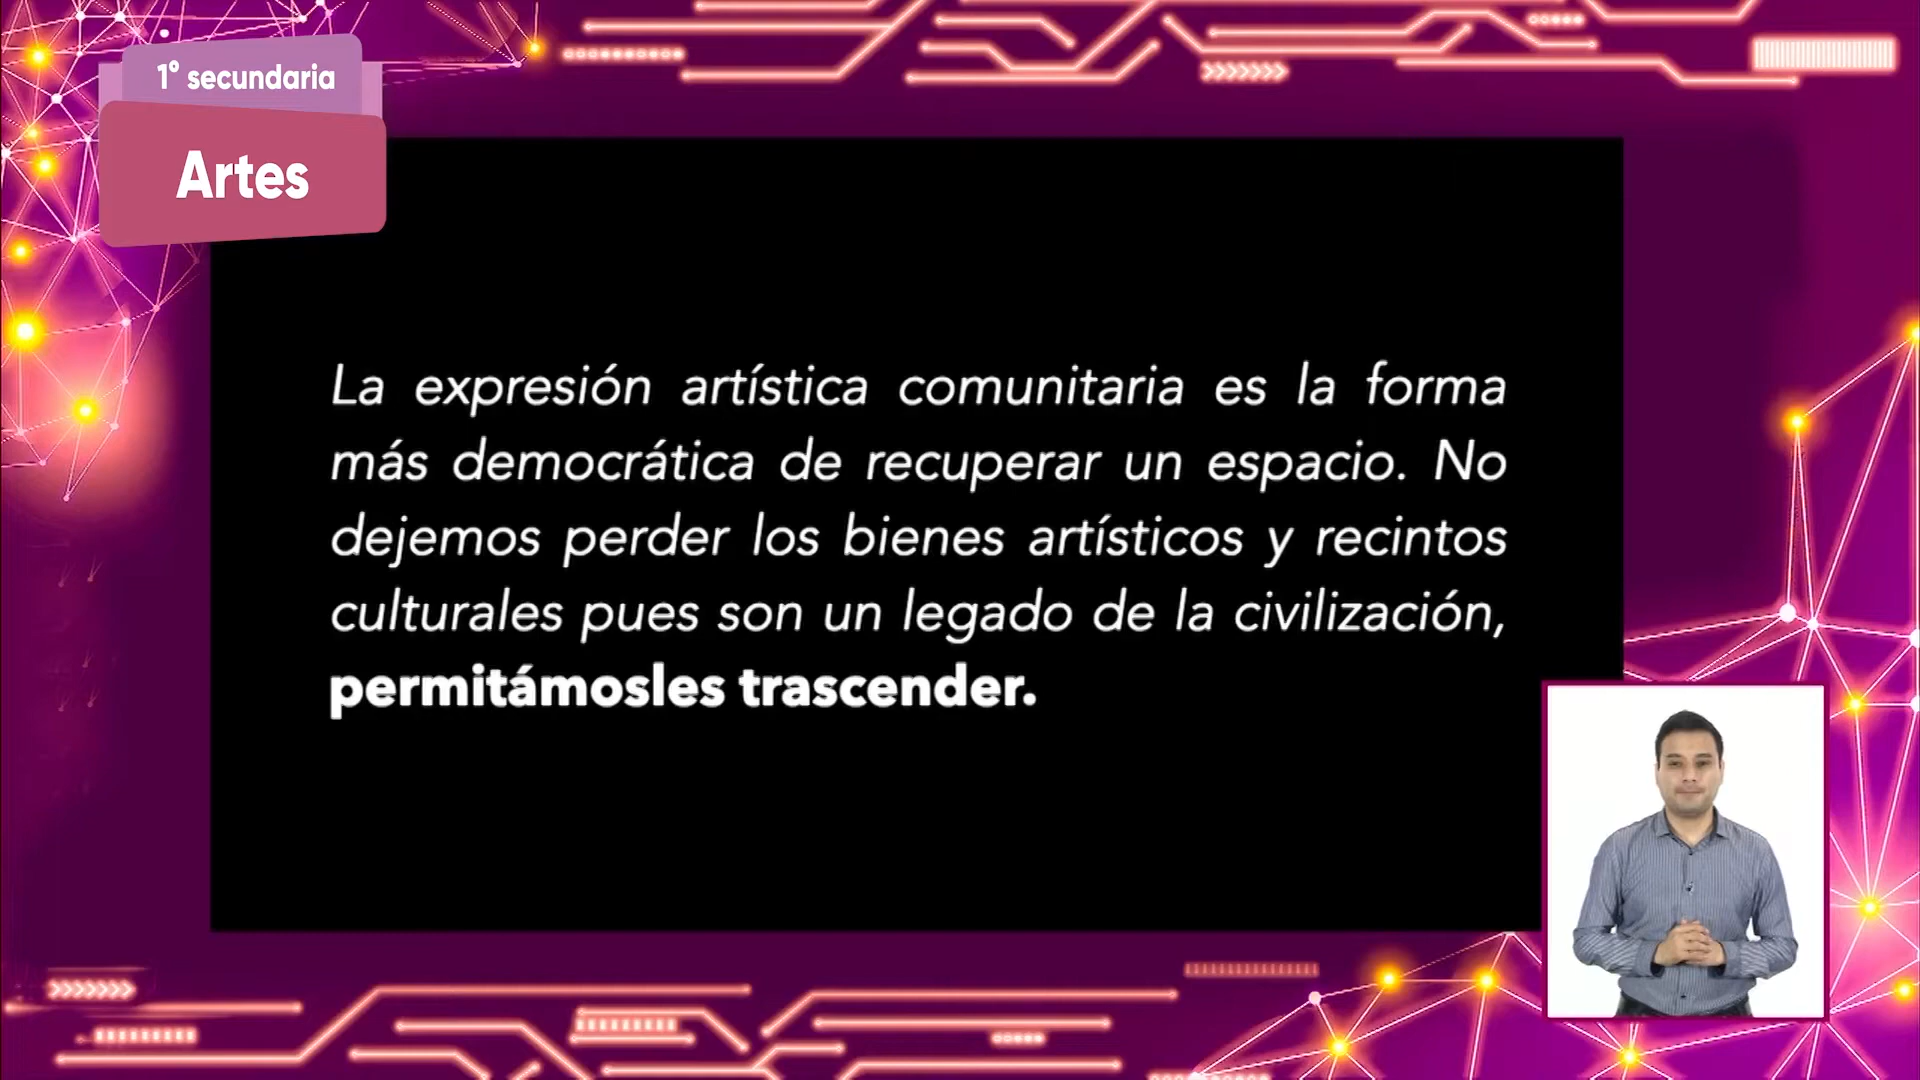 1° secundaria
Artes
La expresión artística comunitaria es la forma
más democrática de recuperar un espacio. No
dejemos perder los bienes artísticos y recintos
culturales pues son un legado de la civilización,
permitámosles trascender.